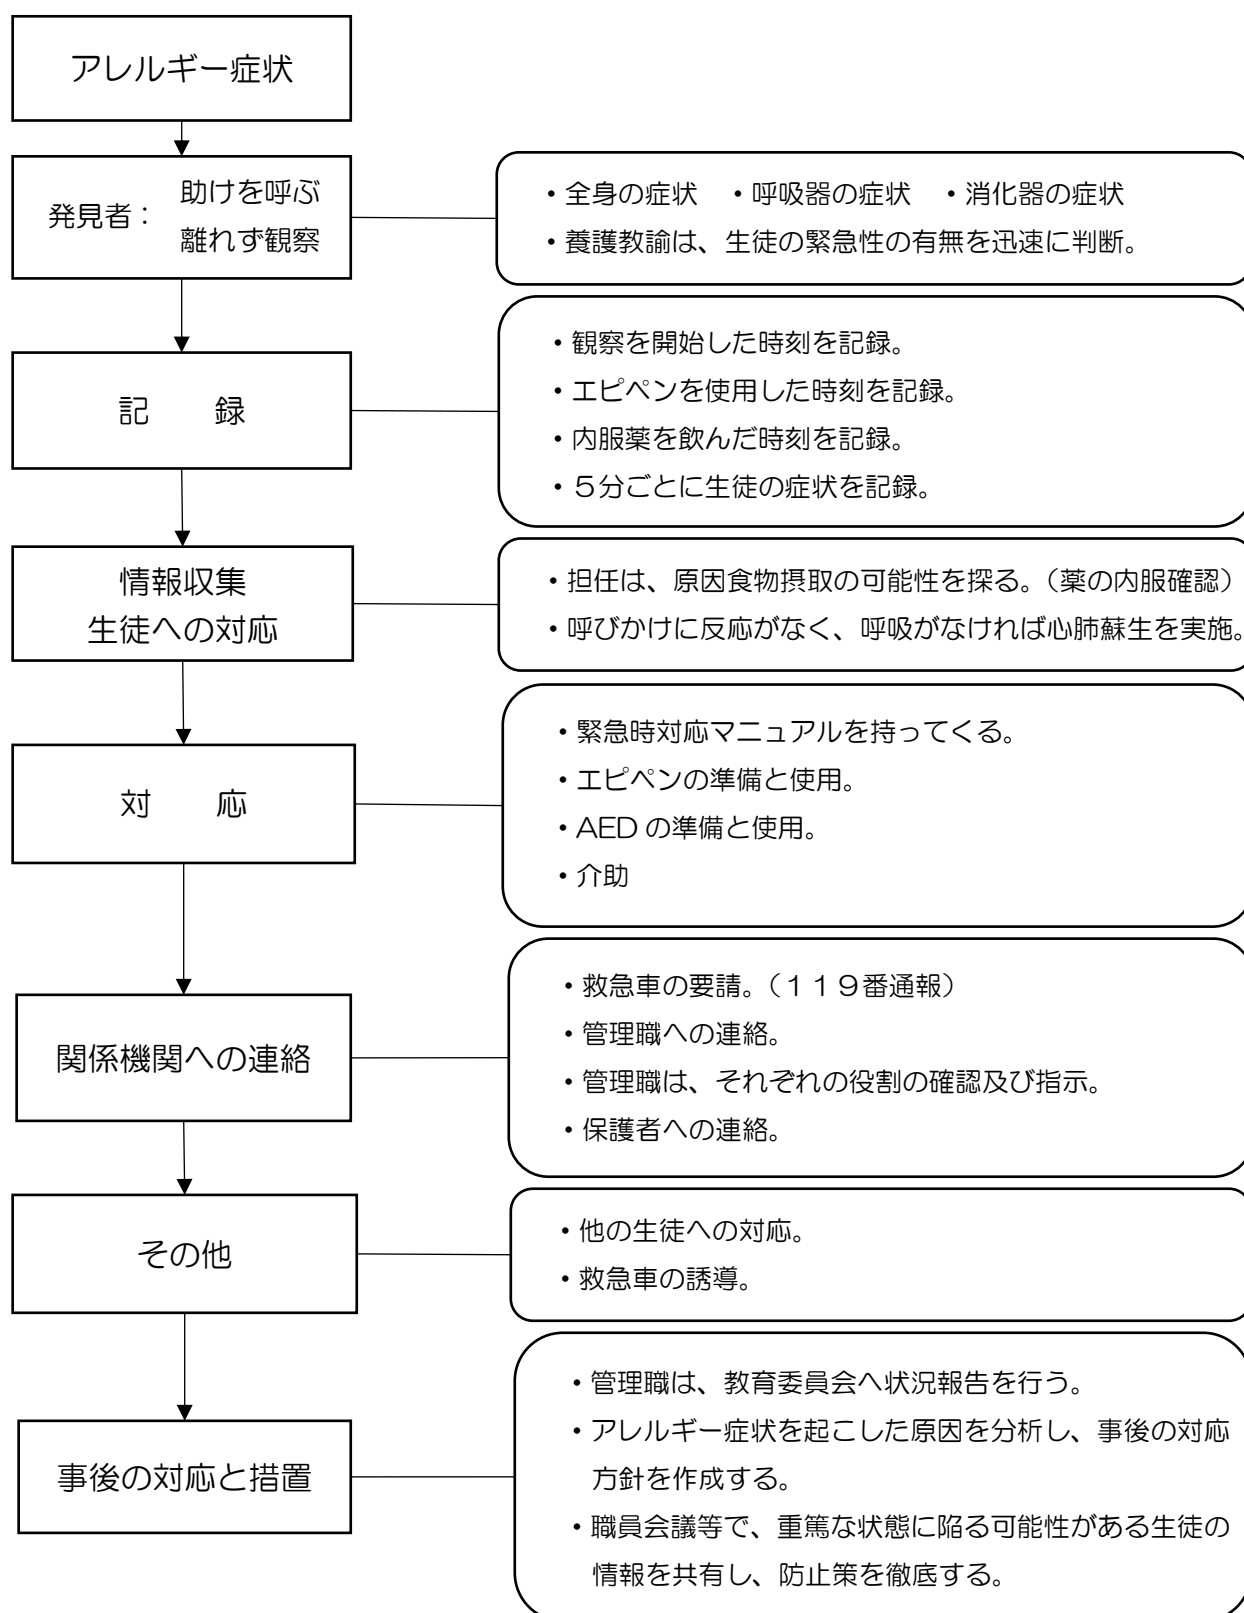 アレルギー症状
発見者： 助けを呼ぶ
離れず観察
・全身の症状　・呼吸器の症状　・消化器の症状
・養護教諭は、生徒の緊急性の有無を迅速に判断。
記　　録
・観察を開始した時刻を記録。
・エピペンを使用した時刻を記録。
・内服薬を飲んだ時刻を記録。
・５分ごとに生徒の症状を記録。
情報収集
生徒への対応
・担任は、原因食物摂取の可能性を探る。（薬の内服確認）
・呼びかけに反応がなく、呼吸がなければ心肺蘇生を実施。
対　　応
・緊急時対応マニュアルを持ってくる。
・エピペンの準備と使用。
・AED の準備と使用。
・介助
関係機関への連絡
・救急車の要請。（１１９番通報）
・管理職への連絡。
・管理職は、それぞれの役割の確認及び指示。
・保護者への連絡。
その他
・他の生徒への対応。
・救急車の誘導。
事後の対応と措置
・管理職は、教育委員会へ状況報告を行う。
・アレルギー症状を起こした原因を分析し、事後の対応
方針を作成する。
・職員会議等で、重篤な状態に陥る可能性がある生徒の
情報を共有し、防止策を徹底する。